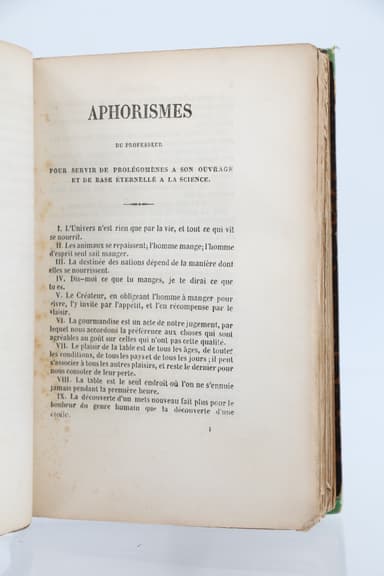 APHORISMES
DU PROFESSEUR
POUR SERVIR DE PROLÉGOMÈNES A SON OUVRAGE
ET DE BASE ÉTERNELLE A LA SCIENCE.
I. L'Univers n'est rien que par la vie, et tout ce qui vit
se nourrit.
II. Les animaux se repaissent; l'homme mange; l'homme
d'esprit seul sait manger.
III. La destinée des nations dépend de la manière dont
elles se nourrissent.
IV. Dis-moi ce que tu manges, je te dirai ce que
tu es.
V. Le Créateur, en obligeant l'homme à manger pour
vivre, l'y invite par l'appétit, et l'en récompense par le
plaisir.
VI. La gourmandise est un acte de notre jugement, par
lequel nous accordons la préférence aux choses qui sont
agréables au goût sur celles qui n'ont pas cette qualité.
VII. Le plaisir de la table est de tous les âges, de toutes
les conditions, de tous les pays et de tous les jours; il peut
s'associer à tous les autres plaisirs, et reste le dernier pour
nous consoler de leur perte.
VIII. La table est le seul endroit où l'on ne s'ennuie
jamais pendant la première heure.
IX. La découverte d'un mets nouveau fait plus pour le
bonheur du genre humain que la découverte d'une
étoile.
1